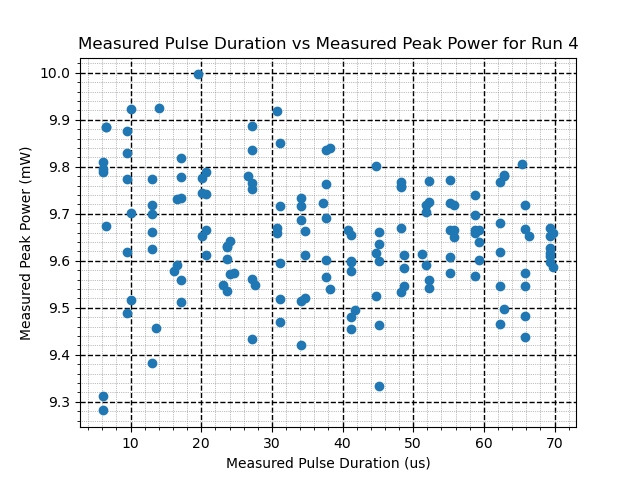 Measured Pulse Duration vs Measured Peak Power for Run 4
Measured Peak Power (mW)
10.0
9.9
9.8
9.7
9.6
9.5
9.4
9.3
10 20 30 40 50 60 70
Measured Pulse Duration (us)